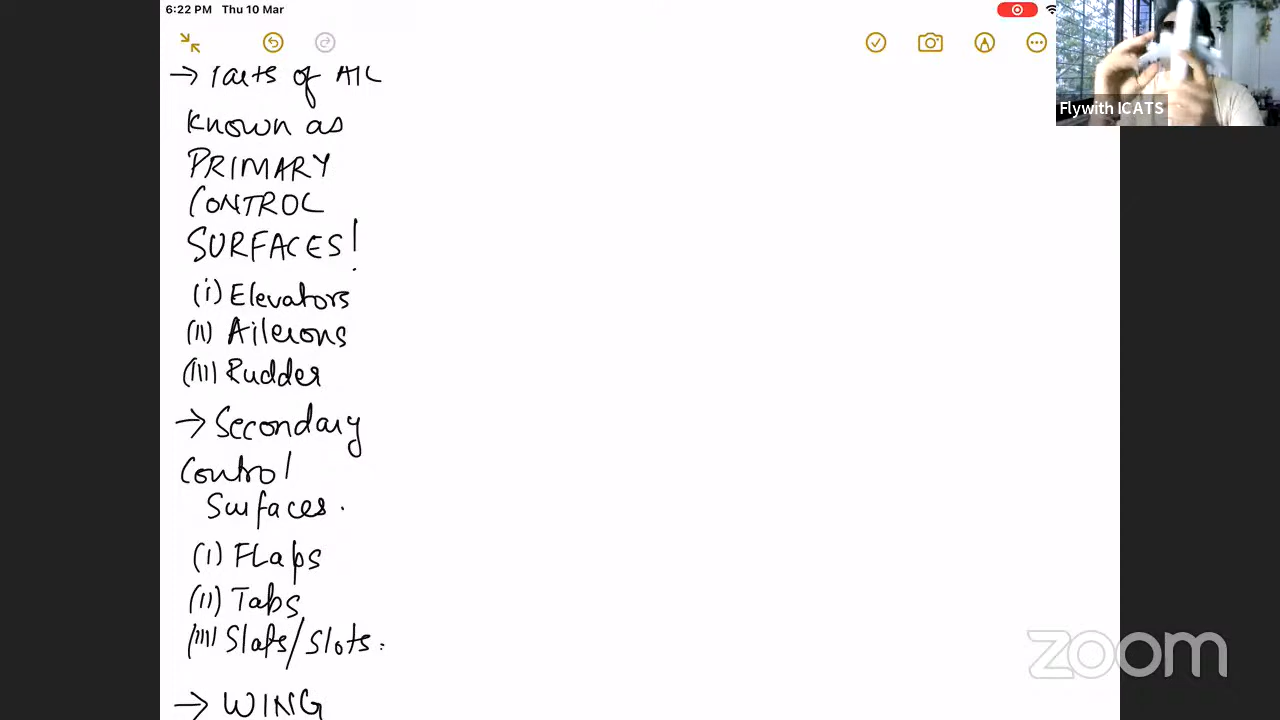 6:22 PM Thu 10 Mar
→ Parts of A/C
Known as
PRIMARY
CONTROL
SURFACES!
(i) Elevators
(II) Ailerons
(III) Rudder
→ Secondary
Control
Surfaces.
(I) FLaps
(II) Tabs
(III) Slats/Slots.
→ WING
Flywith ICATS
zoom